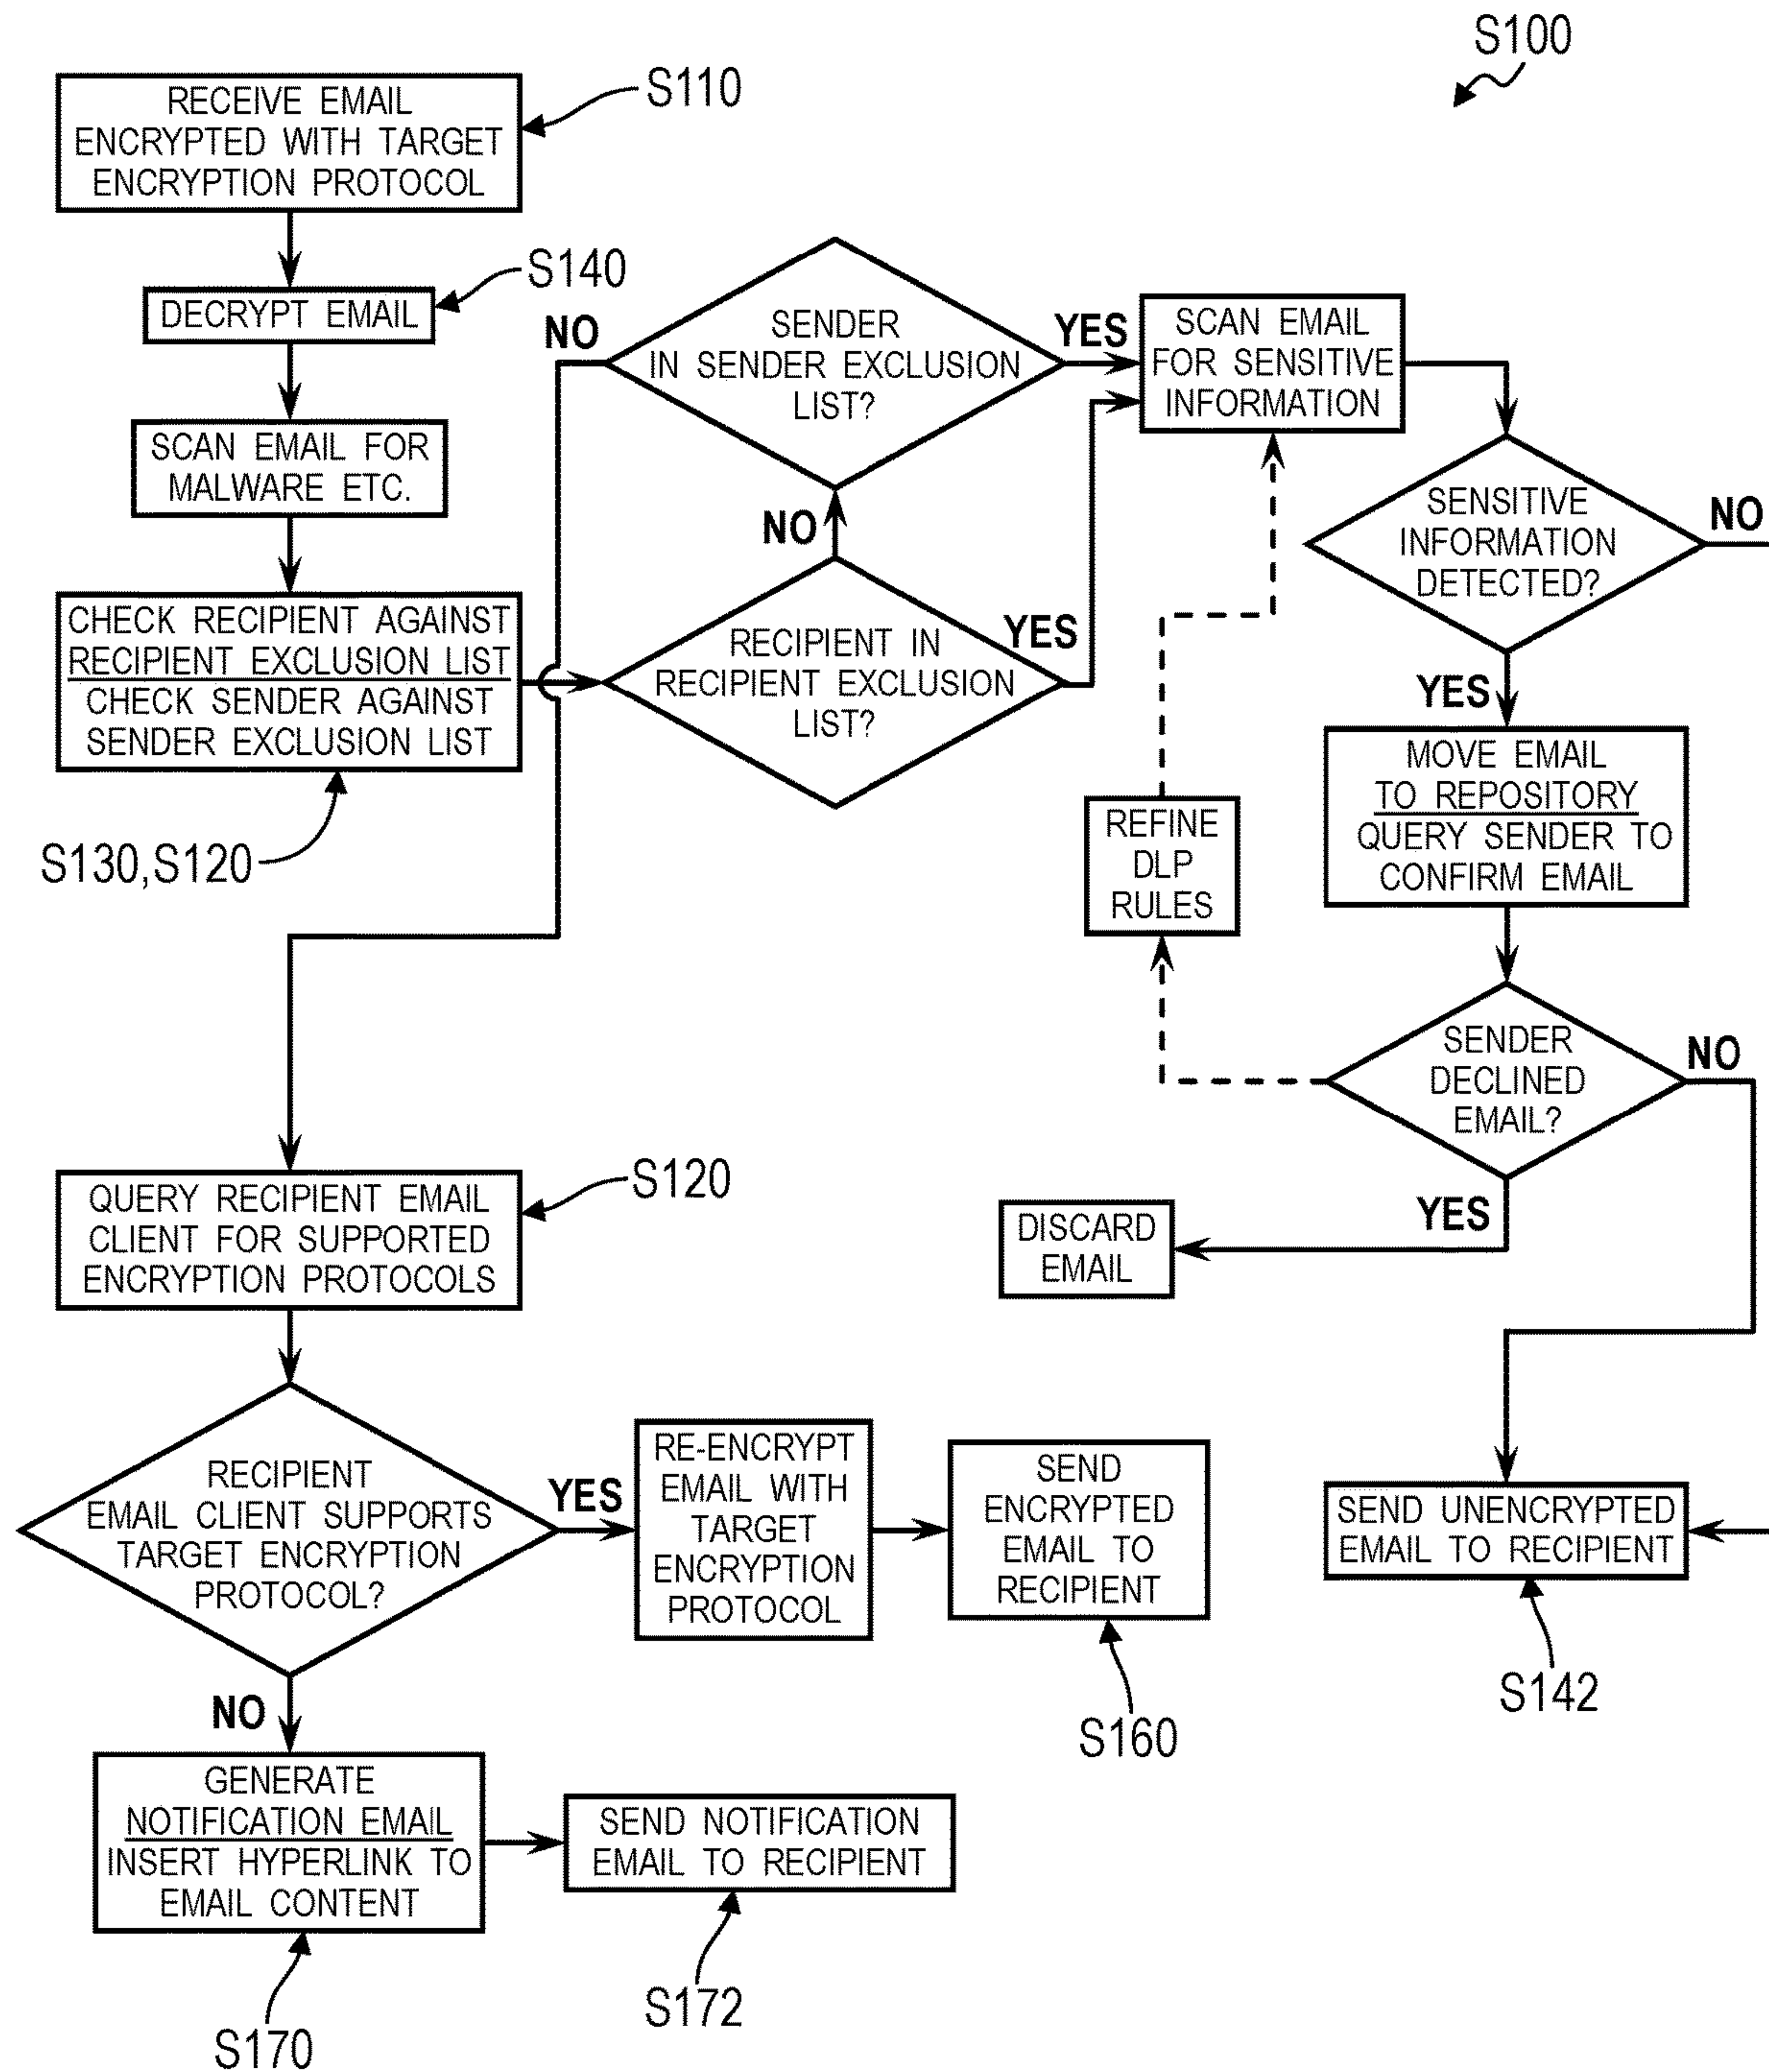 S100
RECEIVE EMAIL
ENCRYPTED WITH TARGET
ENCRYPTION PROTOCOL
S110
DECRYPT EMAIL
S140
SCAN EMAIL FOR
MALWARE ETC.
CHECK RECIPIENT AGAINST
RECIPIENT EXCLUSION LIST
CHECK SENDER AGAINST
SENDER EXCLUSION LIST
S130,S120
RECIPIENT IN
RECIPIENT EXCLUSION
LIST?
NO
YES
SENDER
IN SENDER EXCLUSION
LIST?
NO
YES
SCAN EMAIL
FOR SENSITIVE
INFORMATION
SENSITIVE
INFORMATION
DETECTED?
NO
YES
MOVE EMAIL
TO REPOSITORY
QUERY SENDER TO
CONFIRM EMAIL
REFINE
DLP
RULES
SENDER
DECLINED
EMAIL?
NO
YES
DISCARD
EMAIL
SEND UNENCRYPTED
EMAIL TO RECIPIENT
S142
QUERY RECIPIENT EMAIL
CLIENT FOR SUPPORTED
ENCRYPTION PROTOCOLS
S120
RECIPIENT
EMAIL CLIENT SUPPORTS
TARGET ENCRYPTION
PROTOCOL?
YES
RE-ENCRYPT
EMAIL WITH
TARGET
ENCRYPTION
PROTOCOL
SEND
ENCRYPTED
EMAIL TO
RECIPIENT
S160
NO
GENERATE
NOTIFICATION EMAIL
INSERT HYPERLINK TO
EMAIL CONTENT
S170
SEND NOTIFICATION
EMAIL TO RECIPIENT
S172